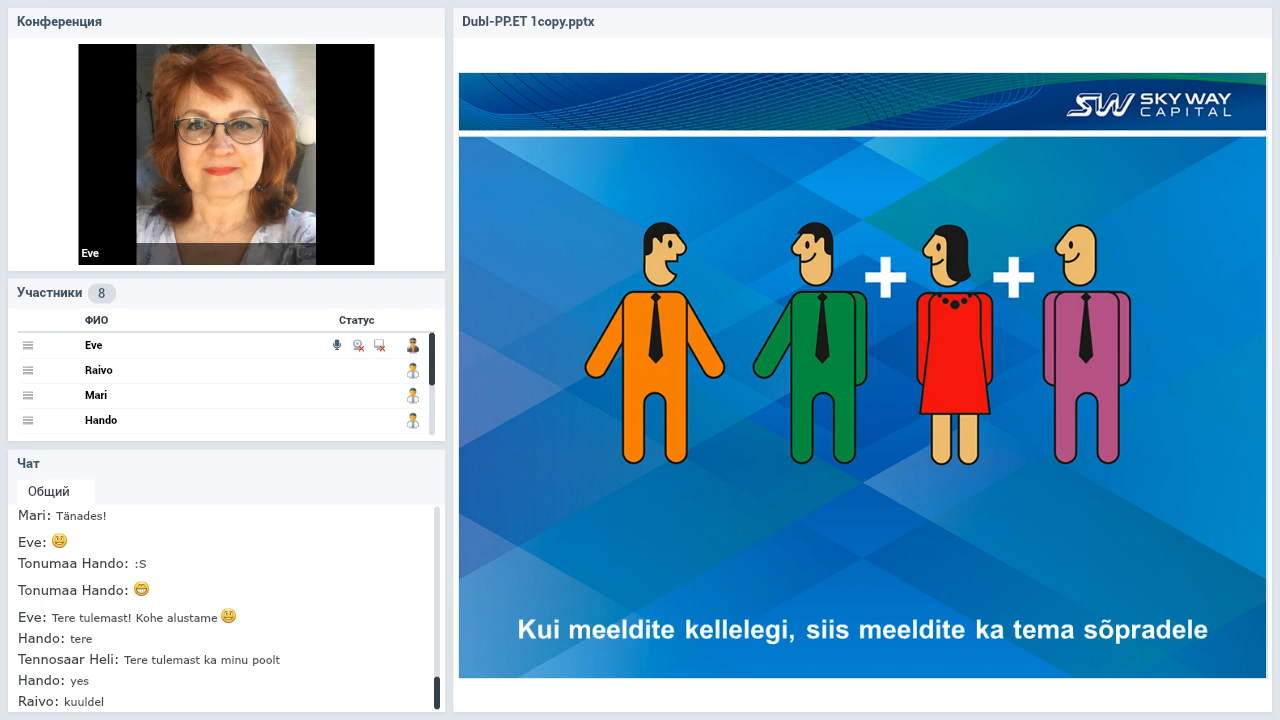 Конференция
Eve
Участники 8
ФИО Статус
Eve
Raivo
Mari
Hando
Чат
Общий
Mari: Tänades!
Eve:
Tonumaa Hando: :S
Tonumaa Hando:
Eve: Tere tulemast! Kohe alustame
Hando: tere
Tennosaar Heli: Tere tulemast ka minu poolt
Hando: yes
Raivo: kuuldel
Dubl-PP.ET 1copy.pptx
SW SKY WAY
CAPITAL
Kui meeldite kellelegi, siis meeldite ka tema sõpradele